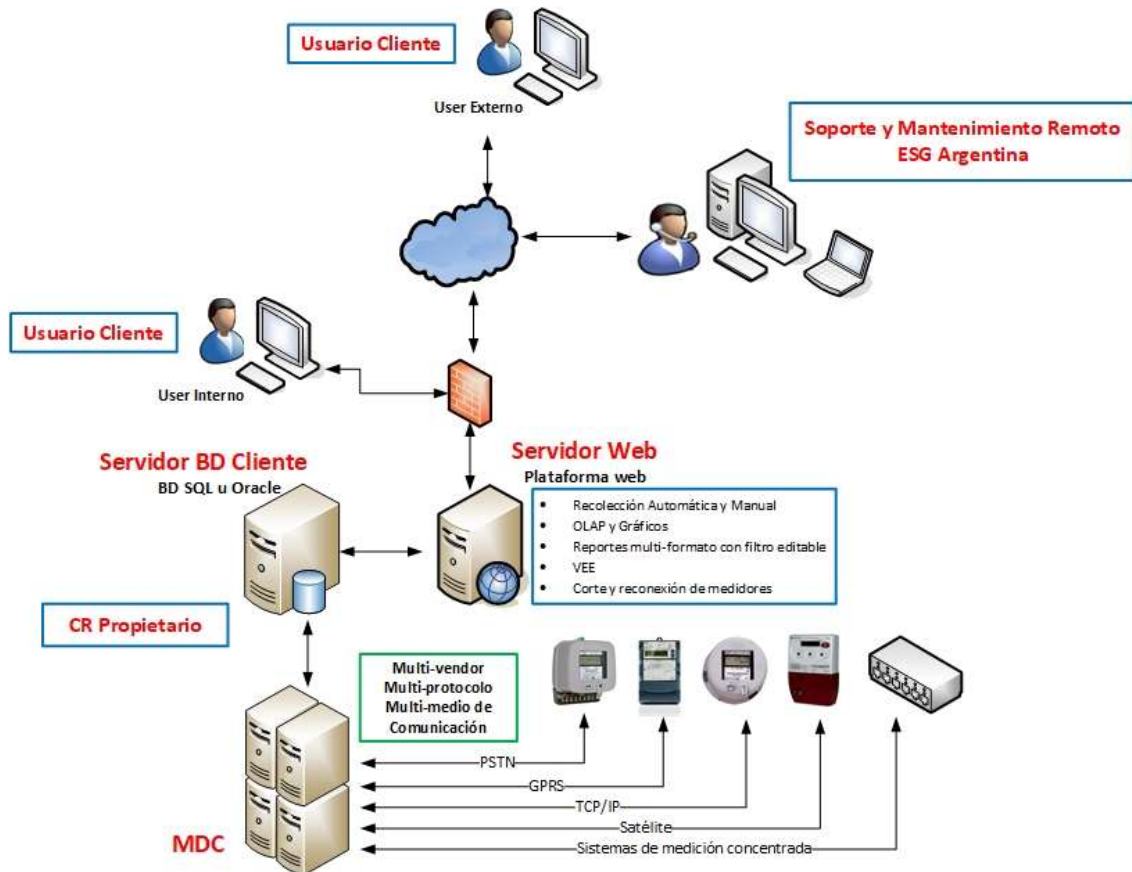 Usuario Cliente
User Externo
Soporte y Mantenimiento Remoto
ESG Argentina
Usuario Cliente
User Interno
Servidor BD Cliente
BD SQL u Oracle
Servidor Web
Plataforma web
• Recolección Automática y Manual
• OLAP y Gráficos
• Reportes multi-formato con filtro editable
• VEE
• Corte y reconexión de medidores
CR Propietario
Multi-vendor
Multi-protocolo
Multi-medio de
Comunicación
PSTN
GPRS
TCP/IP
Satélite
Sistemas de medición concentrada
MDC